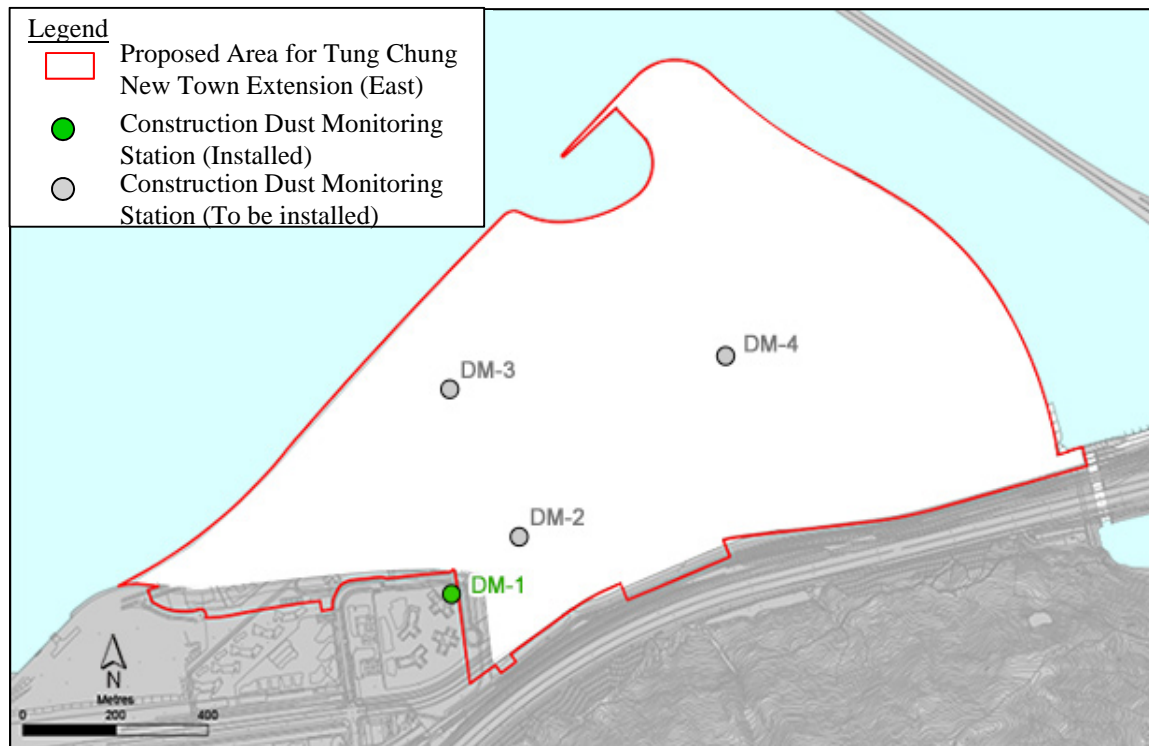 Legend
Proposed Area for Tung Chung
New Town Extension (East)
Construction Dust Monitoring
Station (Installed)
Construction Dust Monitoring
Station (To be installed)
DM-4
DM-3
DM-2
DM-1
N
Metres
0 200 400